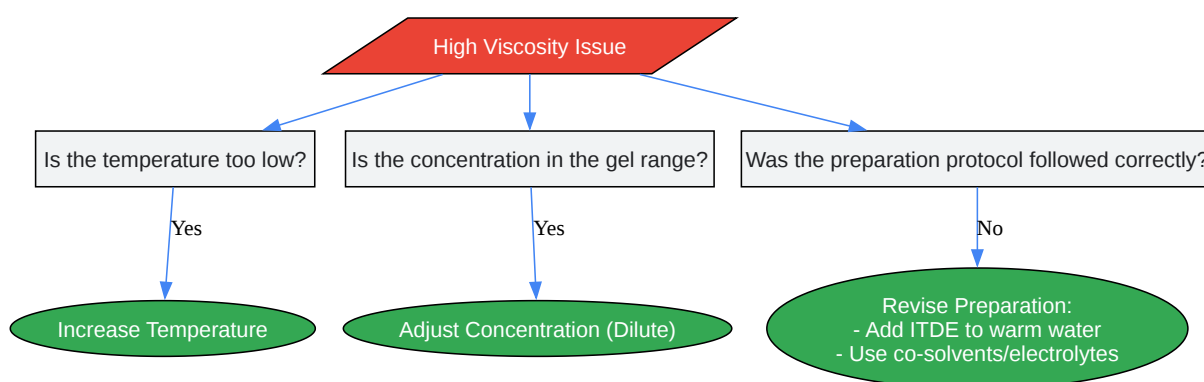 High Viscosity Issue
Is the temperature too low?
Is the concentration in the gel range?
Was the preparation protocol followed correctly?
Yes
Yes
No
Increase Temperature
Adjust Concentration (Dilute)
Revise Preparation:
- Add ITDE to warm water
- Use co-solvents/electrolytes